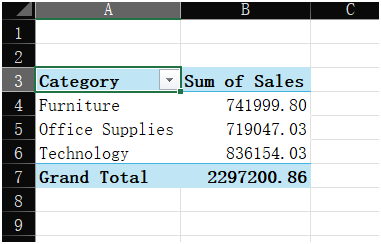 A B C
1
2
3 Category Sum of Sales
4 Furniture 741999.80
5 Office Supplies 719047.03
6 Technology 836154.03
7 Grand Total 2297200.86
8
9